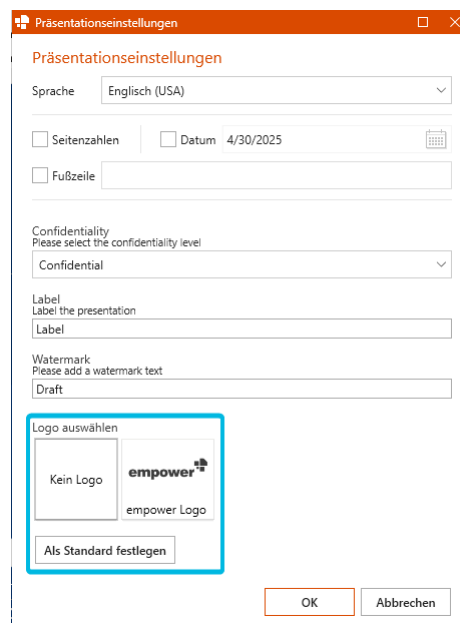 Präsentationseinstellungen
Präsentationseinstellungen
Sprache Englisch (USA)
Seitenzahlen Datum 4/30/2025
Fußzeile
Confidentiality
Please select the confidentiality level
Confidential
Label
Label the presentation
Label
Watermark
Please add a watermark text
Draft
Logo auswählen
Kein Logo empower
empower Logo
Als Standard festlegen
OK Abbrechen